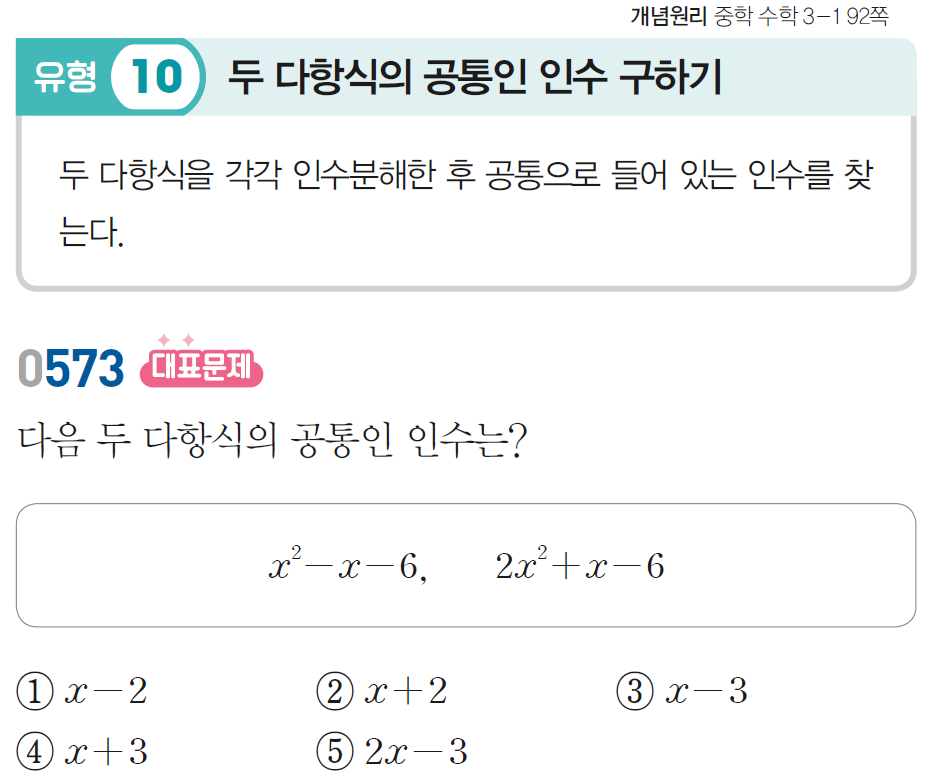 개념원리 중학 수학 3-1 92쪽
유형 10 두 다항식의 공통인 인수 구하기
두 다항식을 각각 인수분해한 후 공통으로 들어 있는 인수를 찾
는다.
0573 대표문제
다음 두 다항식의 공통인 인수는?
x²-x-6, 2x²+x-6
① x-2 ② x+2 ③ x-3
④ x+3 ⑤ 2x-3